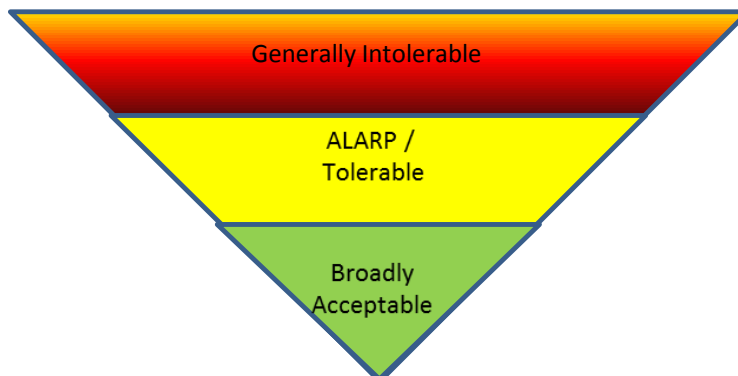 Generally Intolerable
ALARP /
Tolerable
Broadly
Acceptable